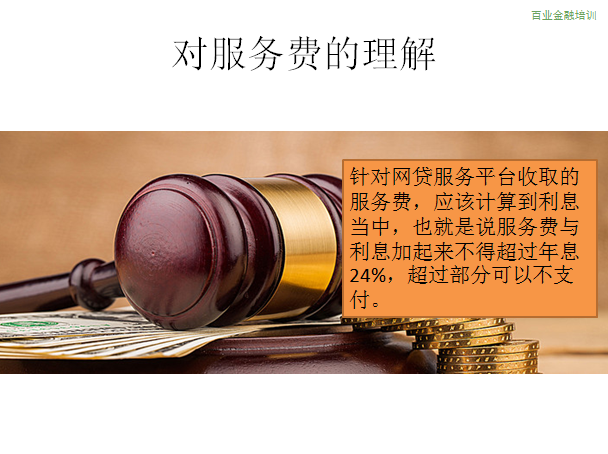 百业金融培训
对服务费的理解
针对网贷服务平台收取的
服务费，应该计算到利息
当中，也就是说服务费与
利息加起来不得超过年息
24%，超过部分可以不支
付。